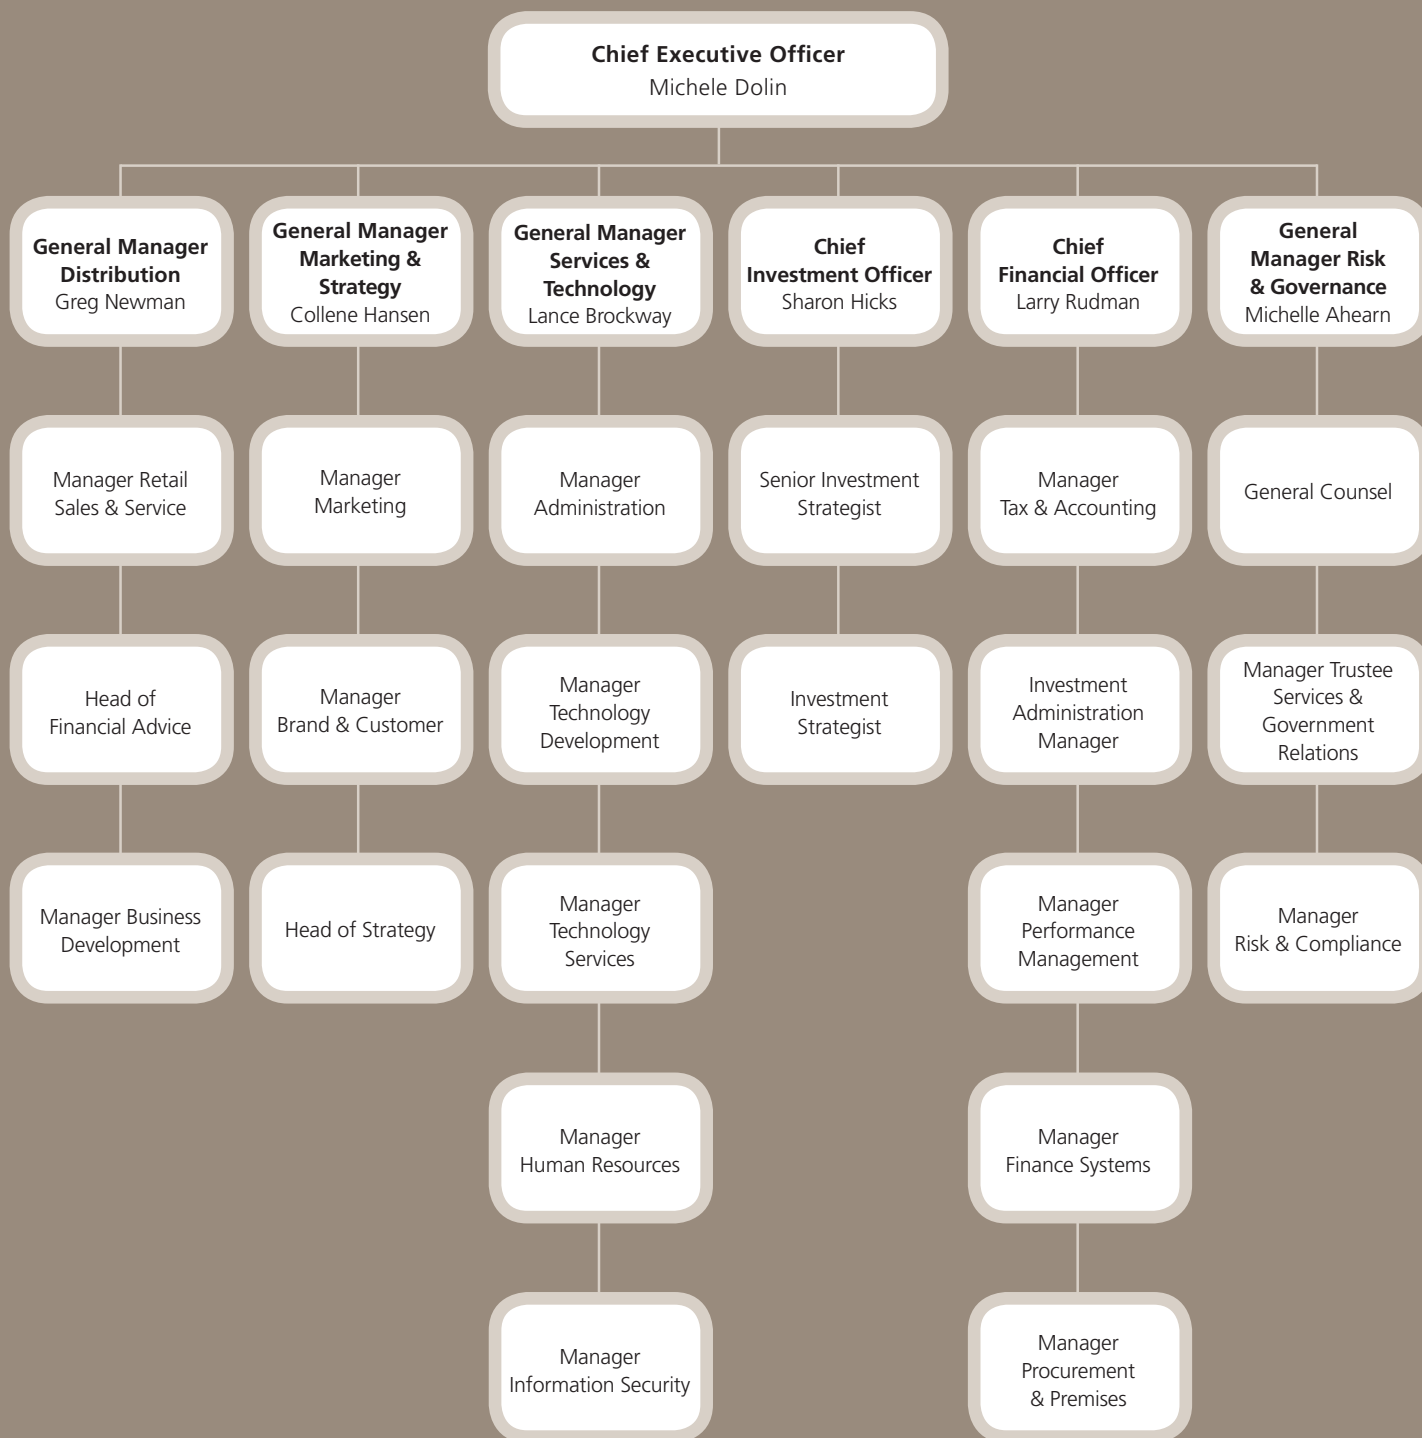 Chief Executive Officer
Michele Dolin
General Manager
Distribution
Greg Newman
General Manager
Marketing &
Strategy
Collene Hansen
General Manager
Services &
Technology
Lance Brockway
Chief
Investment Officer
Sharon Hicks
Chief
Financial Officer
Larry Rudman
General
Manager Risk
& Governance
Michelle Ahearn
Manager Retail
Sales & Service
Manager
Marketing
Manager
Administration
Senior Investment
Strategist
Manager
Tax & Accounting
General Counsel
Head of
Financial Advice
Manager
Brand & Customer
Manager
Technology
Development
Investment
Strategist
Investment
Administration
Manager
Manager Trustee
Services &
Government
Relations
Manager Business
Development
Head of Strategy
Manager
Technology
Services
Manager
Performance
Management
Manager
Risk & Compliance
Manager
Human Resources
Manager
Finance Systems
Manager
Information Security
Manager
Procurement
& Premises